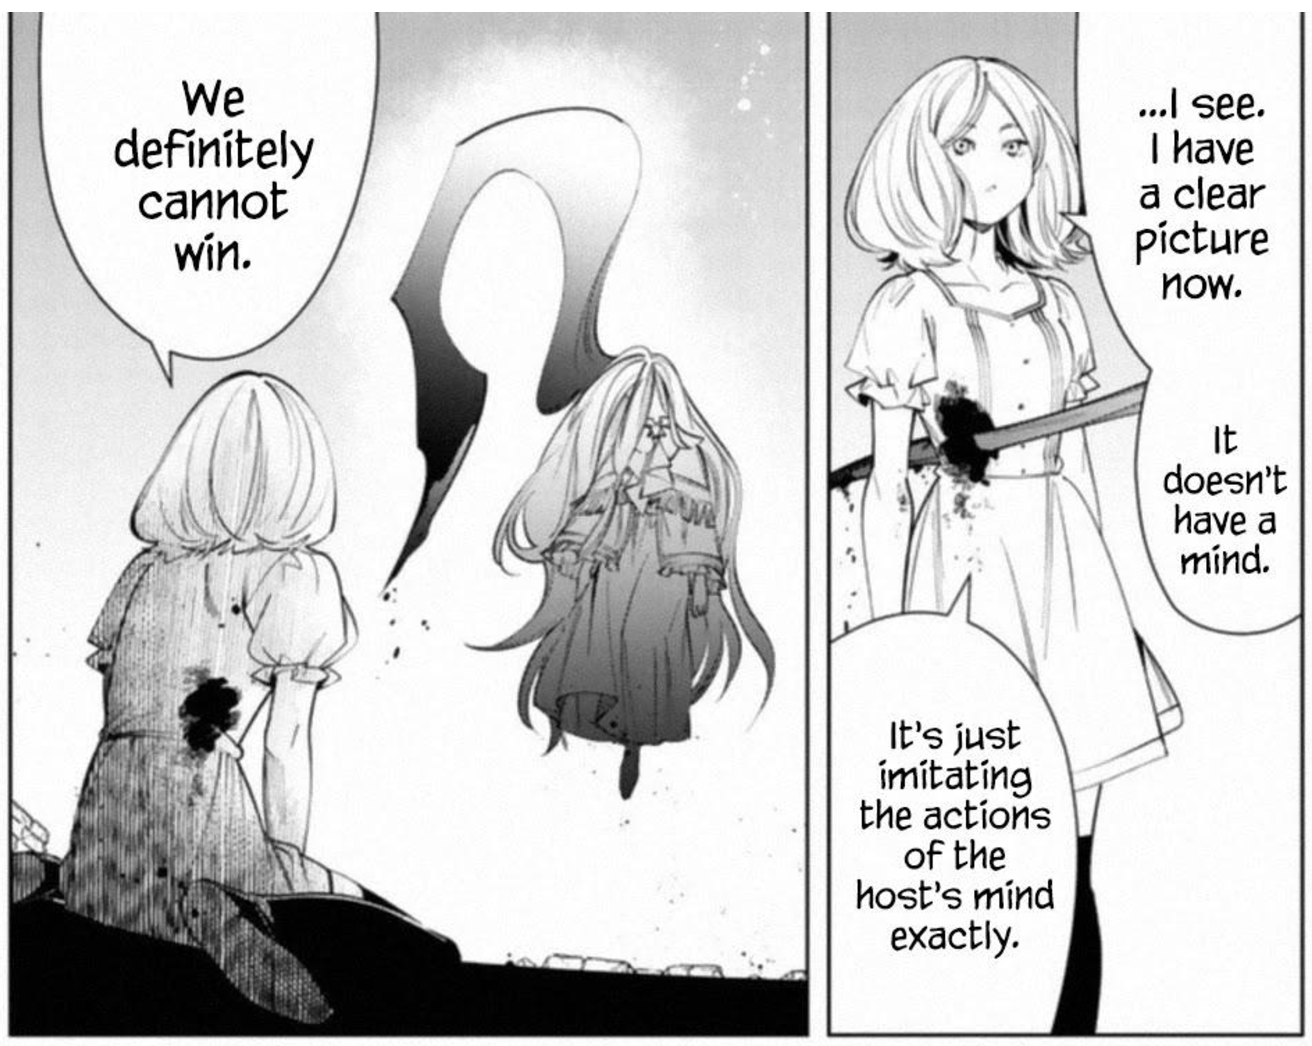 ...I see.
I have
a clear
picture
now.
It
doesn't
have a
mind.
It's just
imitating
the actions
of the
host's mind
exactly.
We
definitely
cannot
win.